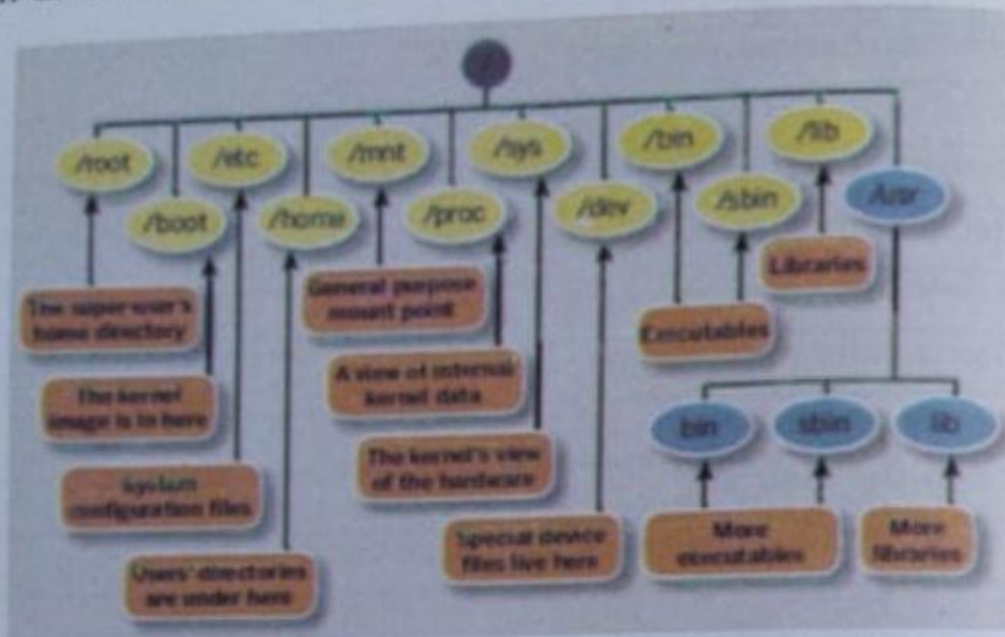 /root
/etc
/mnt
/sys
/bin
/lib
/boot
/home
/proc
/dev
/sbin
/usr
The super-user's
home directory
General purpose
mount point
Libraries
Executables
The kernel
image is in here
A view of internal
kernel data
bin
sbin
lib
System
configuration files
The kernel's view
of the hardware
Users' directories
are under here
Special device
files live here
More
executables
More
libraries